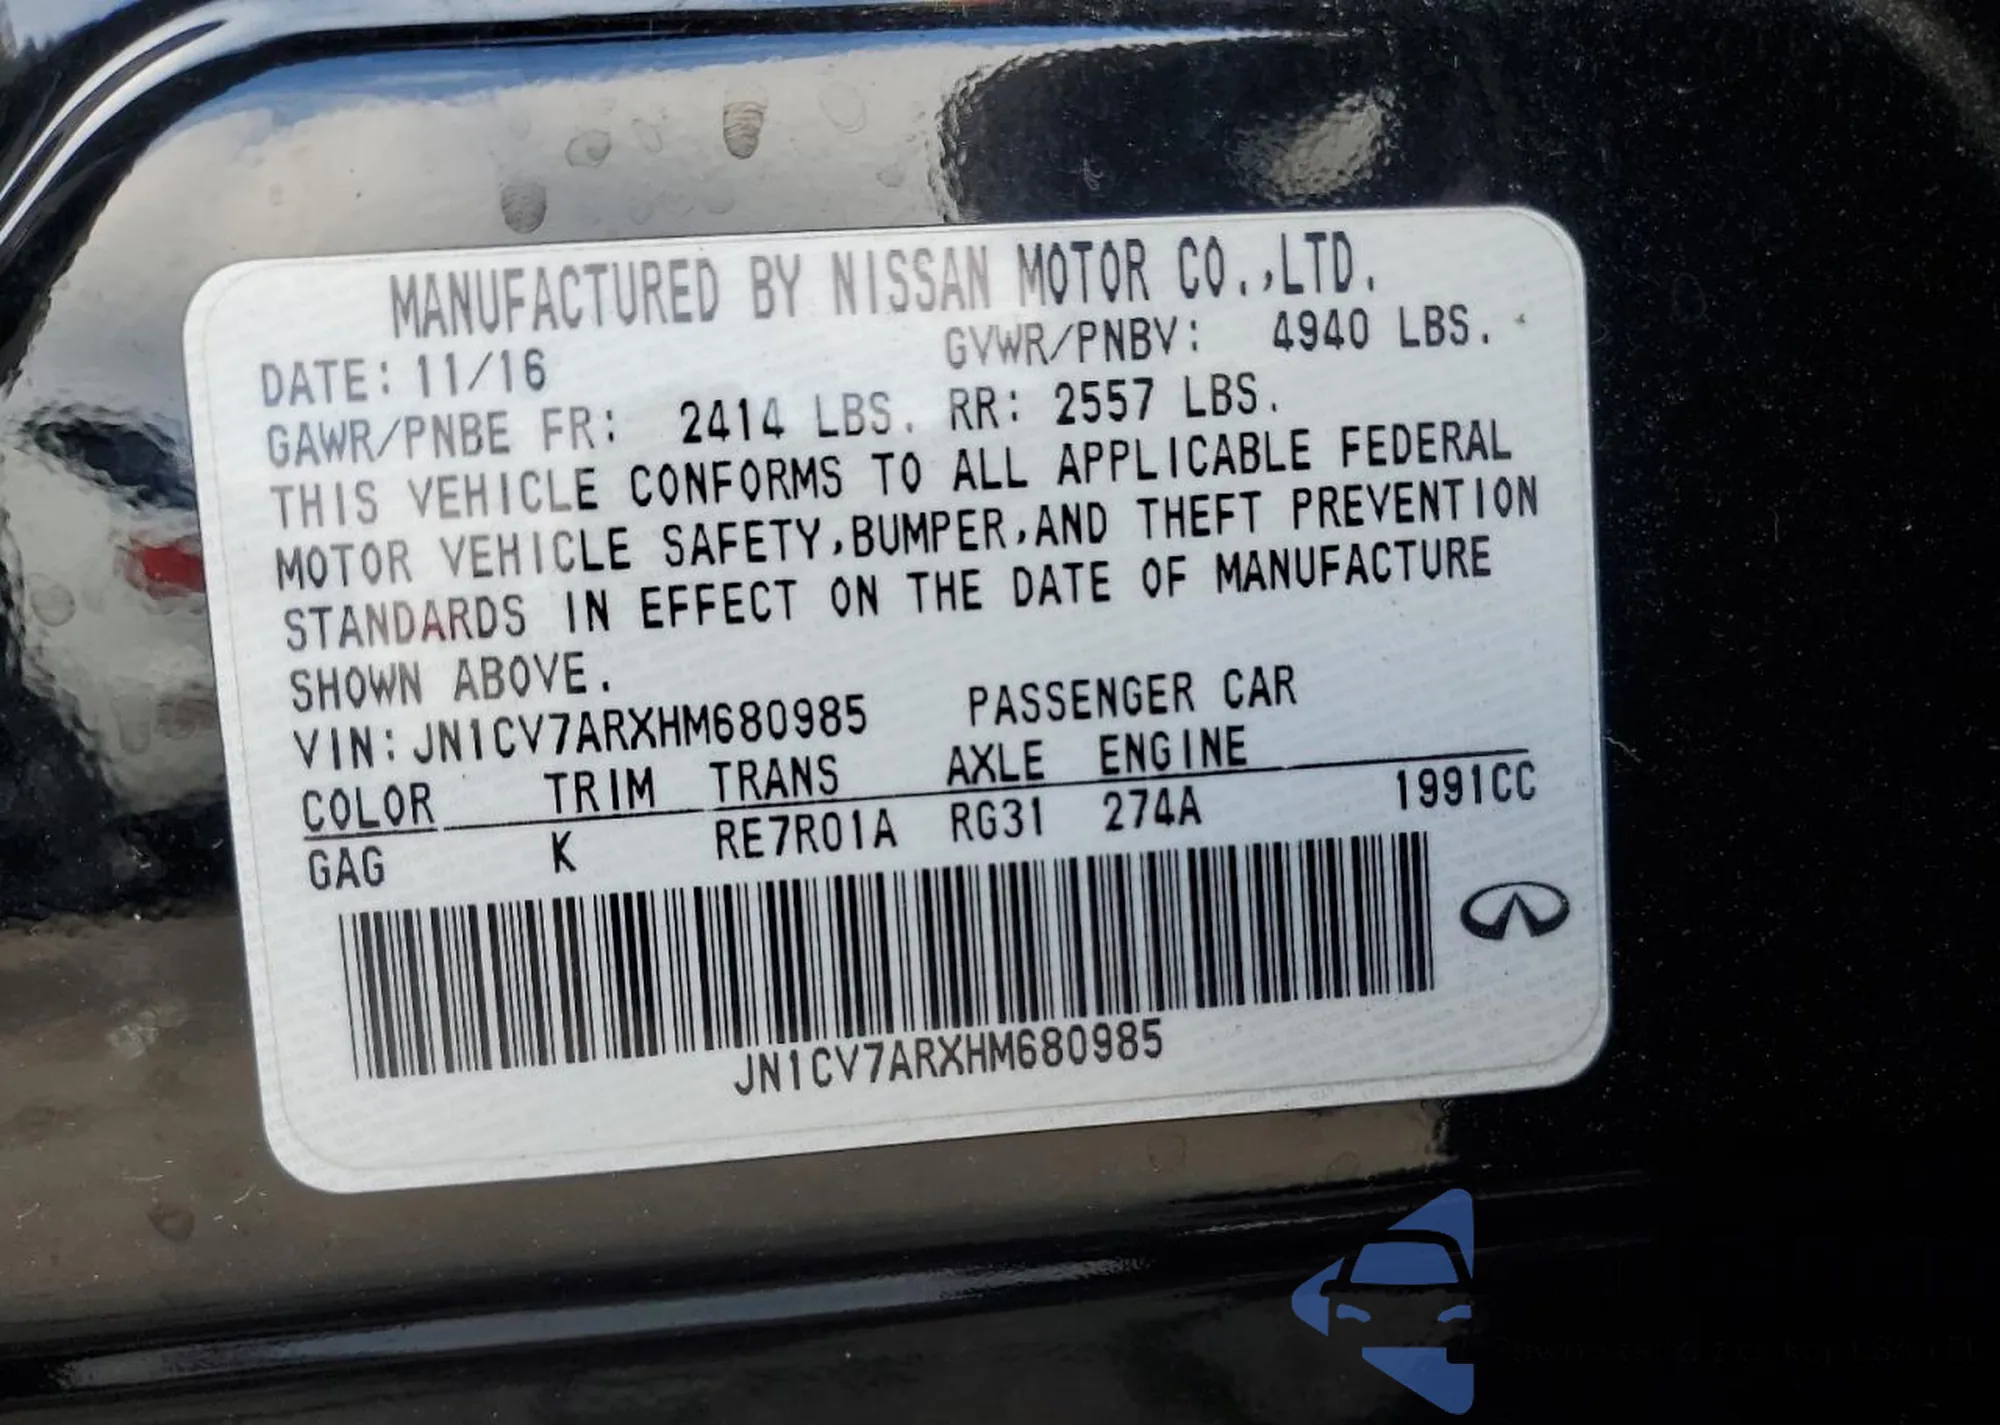 MANUFACTURED BY NISSAN MOTOR CO.,LTD.
DATE: 11/16 GVWR/PNBV: 4940 LBS.
GAWR/PNBE FR: 2414 LBS. RR: 2557 LBS.
THIS VEHICLE CONFORMS TO ALL APPLICABLE FEDERAL
MOTOR VEHICLE SAFETY,BUMPER,AND THEFT PREVENTION
STANDARDS IN EFFECT ON THE DATE OF MANUFACTURE
SHOWN ABOVE.
VIN: JN1CV7ARXHM680985 PASSENGER CAR
COLOR TRIM TRANS AXLE ENGINE
GAG K RE7R01A RG31 274A 1991CC
JN1CV7ARXHM680985